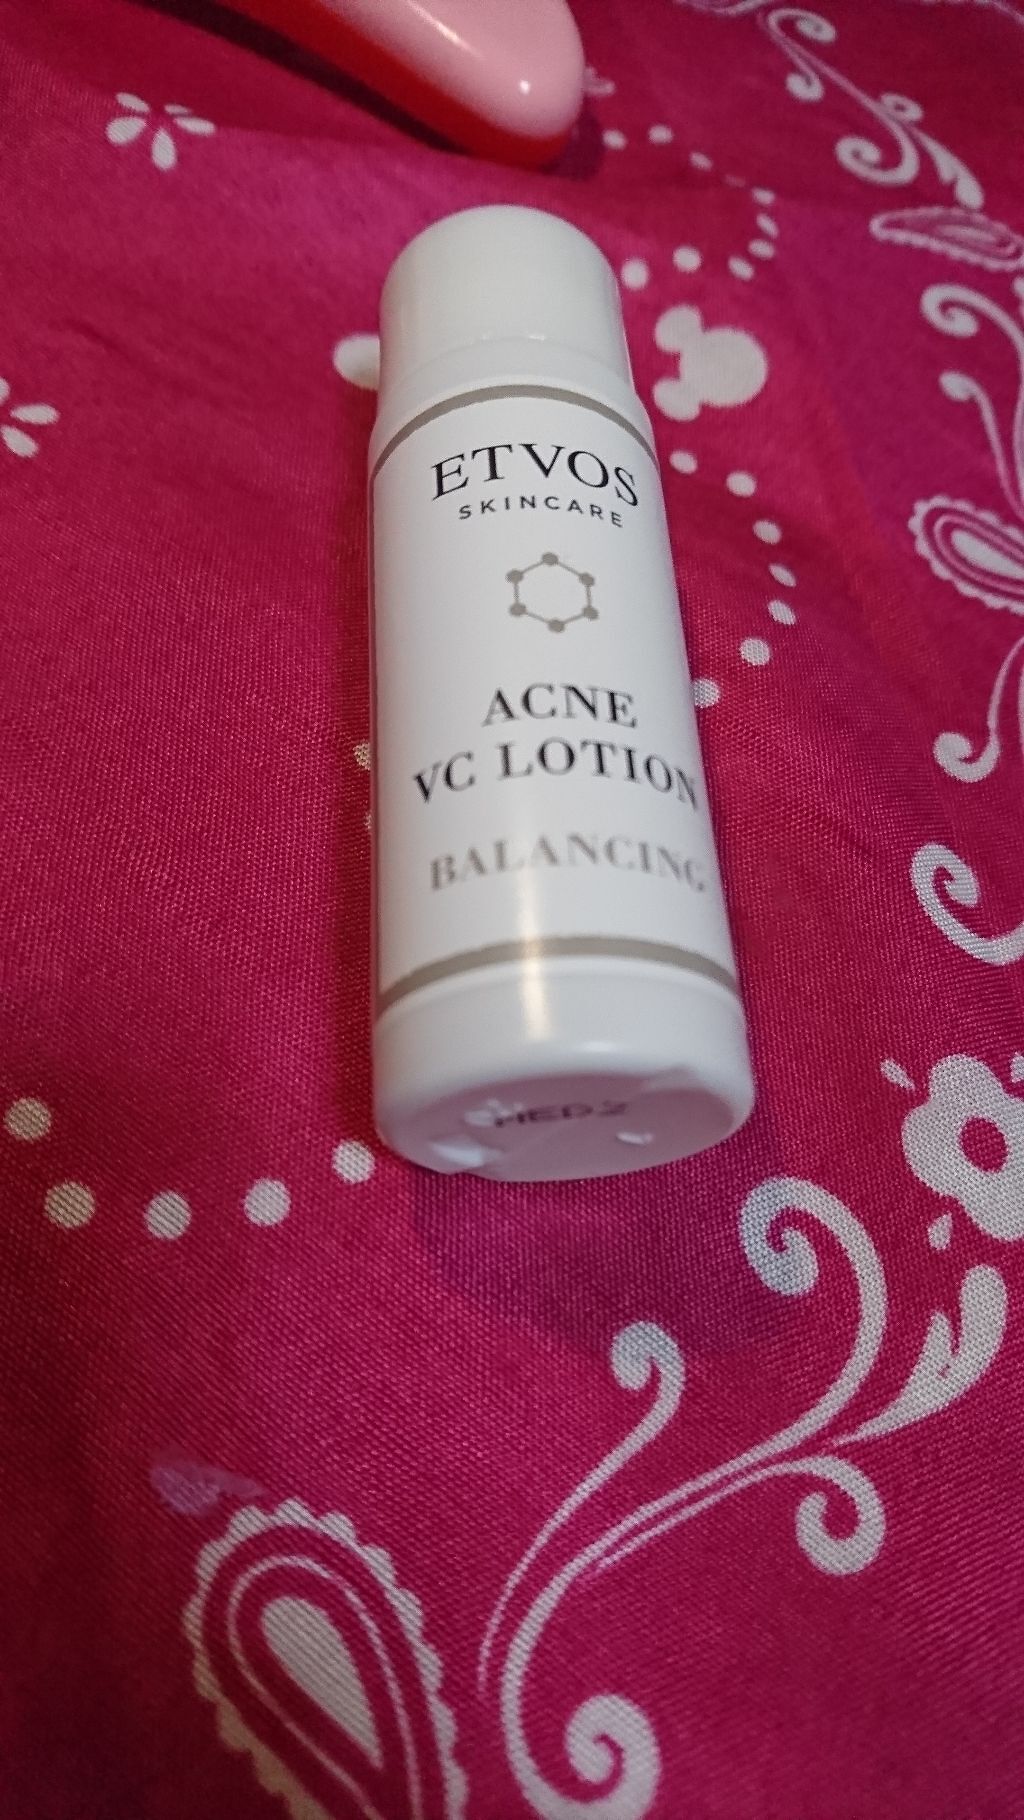 ETVOS
SKINCARE
ACNE
VC LOTION
BALANCING